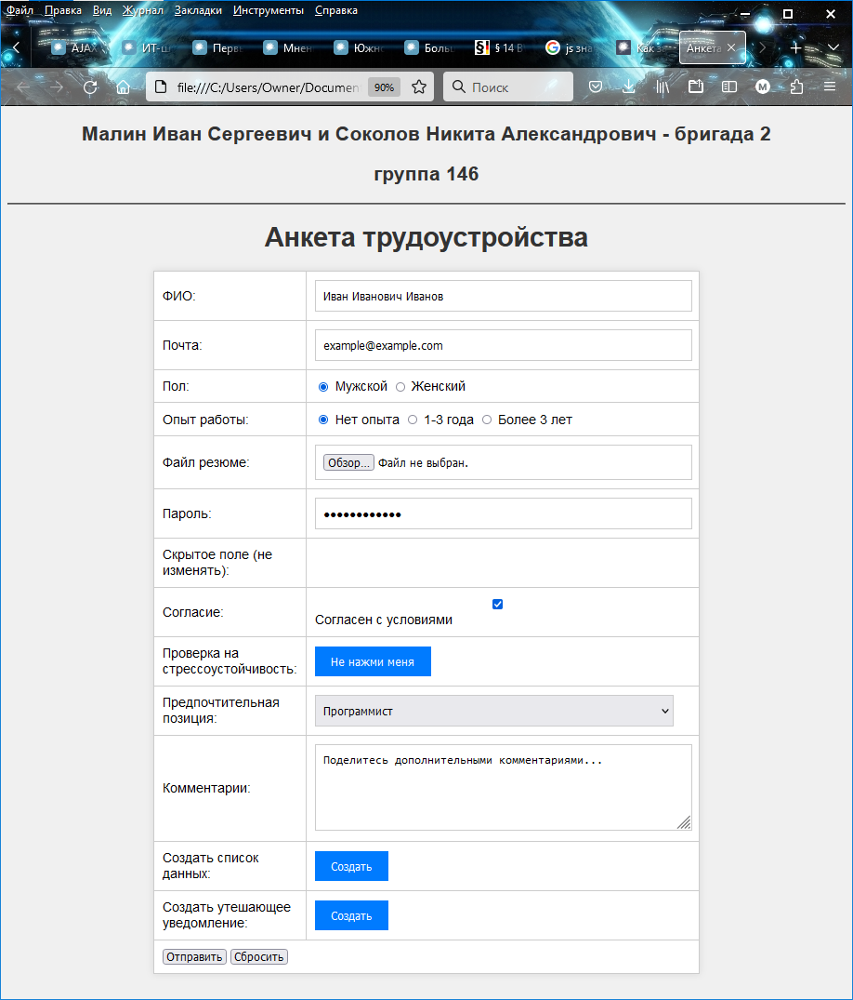 Файл Правка Вид Журнал Закладки Инструменты Справка
AJAX ИТ-ш Перв Мнен Южн Боль § 14 В js зна Как за Анкета
file:///C:/Users/Owner/Documen 90% Поиск M
Малин Иван Сергеевич и Соколов Никита Александрович - бригада 2
группа 146
Анкета трудоустройства
ФИО: Иван Иванович Иванов
Почта: example@example.com
Пол: Мужской Женский
Опыт работы: Нет опыта 1-3 года Более 3 лет
Файл резюме: Обзор... Файл не выбран.
Пароль: ●●●●●●●●●●●●
Скрытое поле (не
изменять):
Согласие:
Согласен с условиями
Проверка на
стрессоустойчивость:
Не нажми меня
Предпочтительная
позиция:
Программист
Комментарии:
Поделитесь дополнительными комментариями...
Создать список
данных:
Создать
Создать утешающее
уведомление:
Создать
Отправить Сбросить